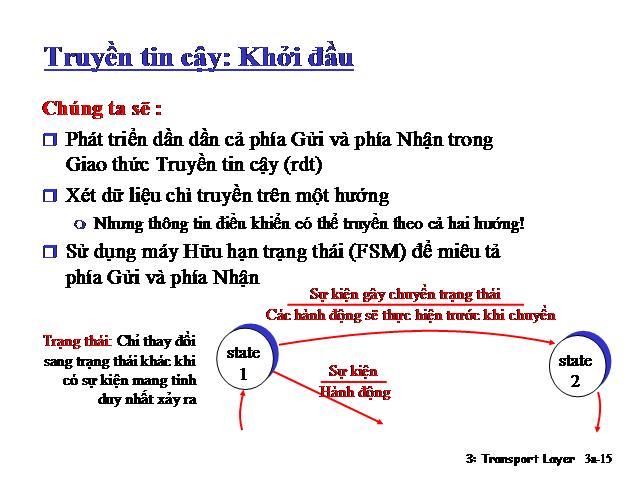 Truyền tin cậy: Khởi đầu
Chúng ta sẽ :
Phát triển dần dần cả phía Gửi và phía Nhận trong
Giao thức Truyền tin cậy (rdt)
Xét dữ liệu chỉ truyền trên một hướng
Nhưng thông tin điều khiển có thể truyền theo cả hai hướng!
Sử dụng máy Hữu hạn trạng thái (FSM) để miêu tả
phía Gửi và phía Nhận
Sự kiện gây chuyển trạng thái
Các hành động sẽ thực hiện trước khi chuyển
Trạng thái: Chỉ thay đổi
sang trạng thái khác khi
có sự kiện mang tính
duy nhất xảy ra
state
1
Sự kiện
Hành động
state
2
3: Transport Layer 3a-15